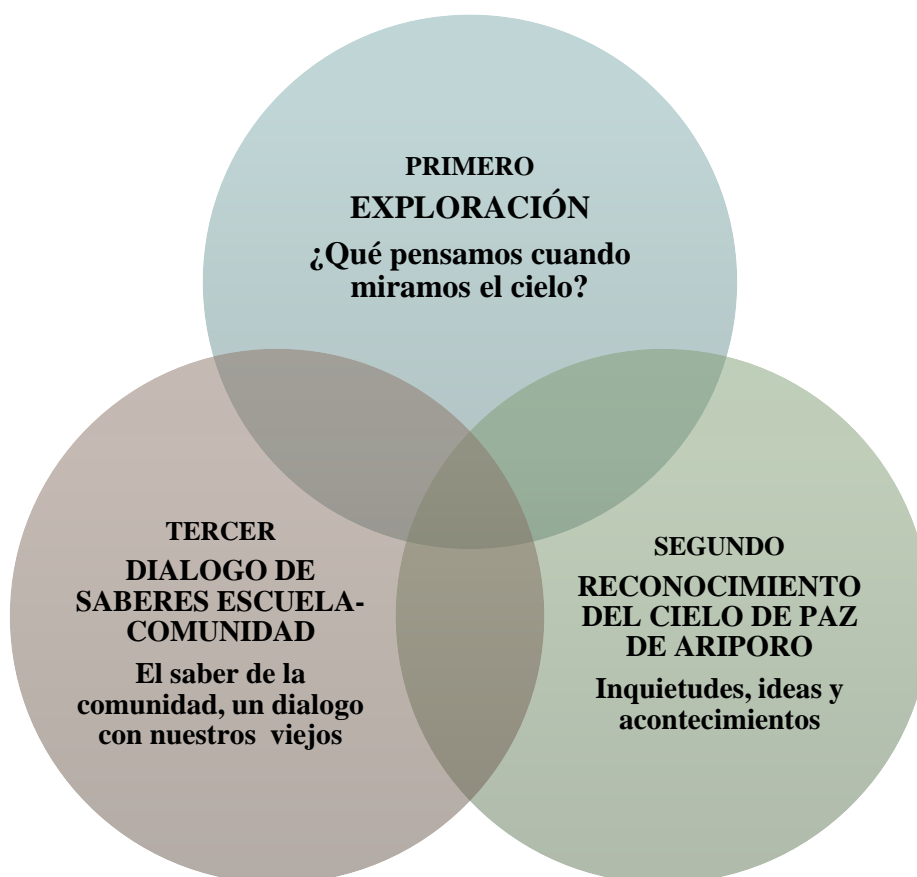 PRIMERO
EXPLORACIÓN
¿Qué pensamos cuando
miramos el cielo?
TERCER
DIALOGO DE
SABERES ESCUELA-
COMUNIDAD
El saber de la
comunidad, un dialogo
con nuestros viejos
SEGUNDO
RECONOCIMIENTO
DEL CIELO DE PAZ
DE ARIPORO
Inquietudes, ideas y
acontecimientos